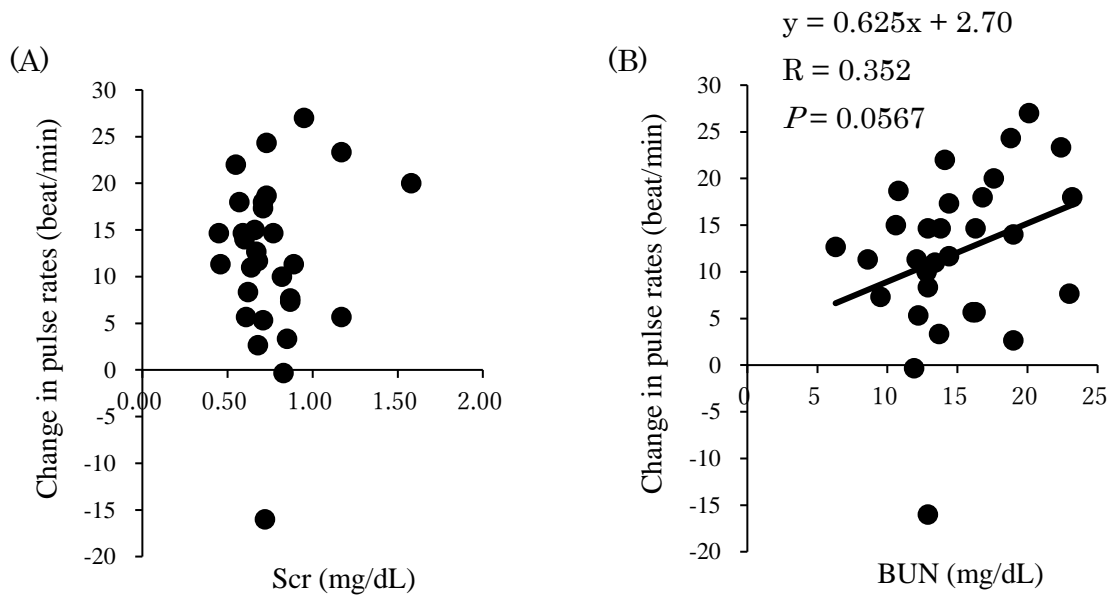 (A)
Change in pulse rates (beat/min)
30
25
20
15
10
5
0
-5
-10
-15
-20
0.00 0.50 1.00 1.50 2.00
Scr (mg/dL)
(B)
y = 0.625x + 2.70
R = 0.352
P = 0.0567
Change in pulse rates (beat/min)
30
25
20
15
10
5
0
-5
-10
-15
-20
0 5 10 15 20 25
BUN (mg/dL)